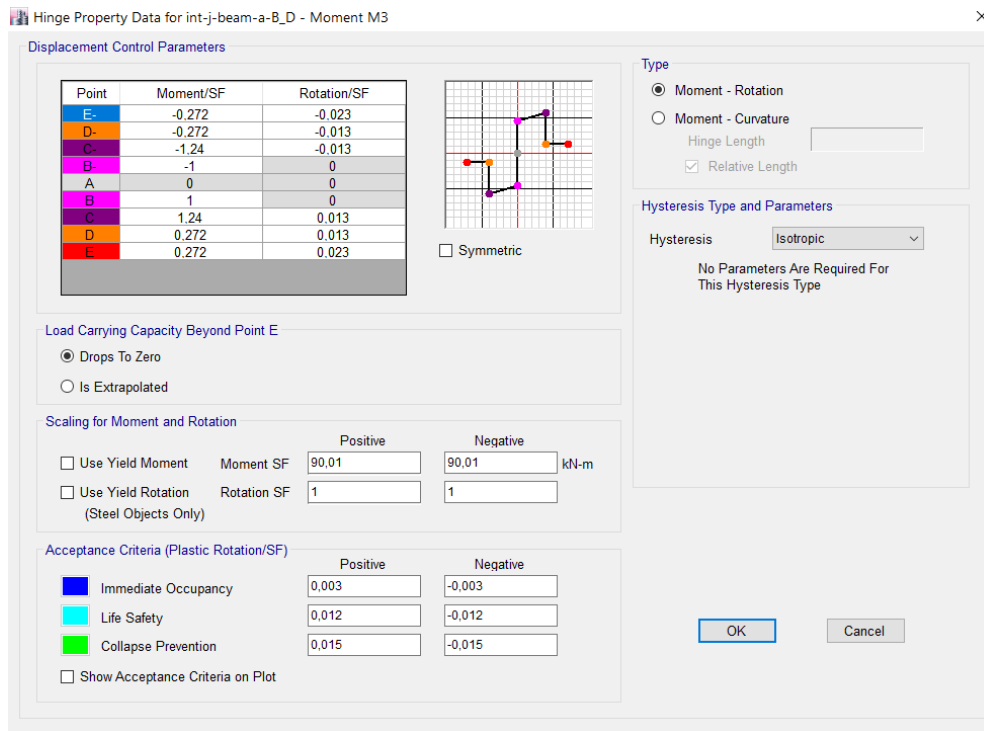 Hinge Property Data for int-j-beam-a-B_D - Moment M3
Displacement Control Parameters
Point Moment/SF Rotation/SF
E- -0,272 -0,023
D- -0,272 -0,013
C- -1,24 -0,013
B- -1 0
A 0 0
B 1 0
C 1,24 0,013
D 0,272 0,013
E 0,272 0,023
Symmetric
Load Carrying Capacity Beyond Point E
Drops To Zero
Is Extrapolated
Scaling for Moment and Rotation
Positive Negative
Use Yield Moment Moment SF 90,01 90,01 kN-m
Use Yield Rotation Rotation SF 1 1
(Steel Objects Only)
Acceptance Criteria (Plastic Rotation/SF)
Positive Negative
Immediate Occupancy 0,003 -0,003
Life Safety 0,012 -0,012
Collapse Prevention 0,015 -0,015
Show Acceptance Criteria on Plot
Type
Moment - Rotation
Moment - Curvature
Hinge Length
Relative Length
Hysteresis Type and Parameters
Hysteresis Isotropic
No Parameters Are Required For
This Hysteresis Type
OK Cancel